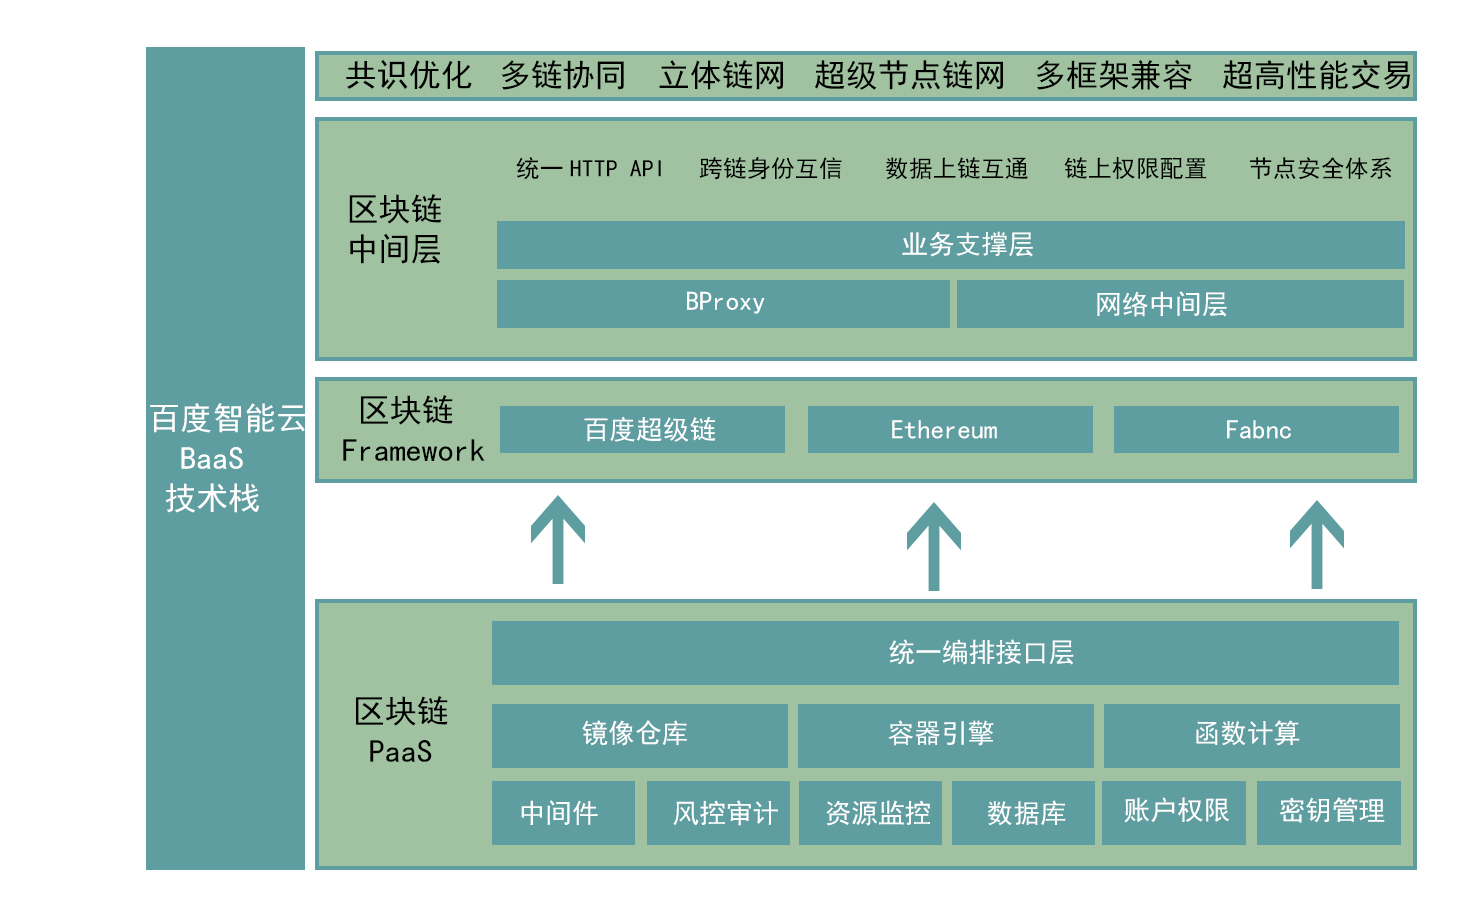 共识优化 多链协同 立体链网 超级节点链网 多框架兼容 超高性能交易
统一HTTP API 跨链身份互信 数据上链互通 链上权限配置 节点安全体系
区块链
中间层
业务支撑层
BProxy 网络中间层
百度智能云
BaaS
技术栈
区块链
Framework
百度超级链 Ethereum Fabnc
统一编排接口层
区块链
PaaS
镜像仓库 容器引擎 函数计算
中间件 风控审计 资源监控 数据库 账户权限 密钥管理